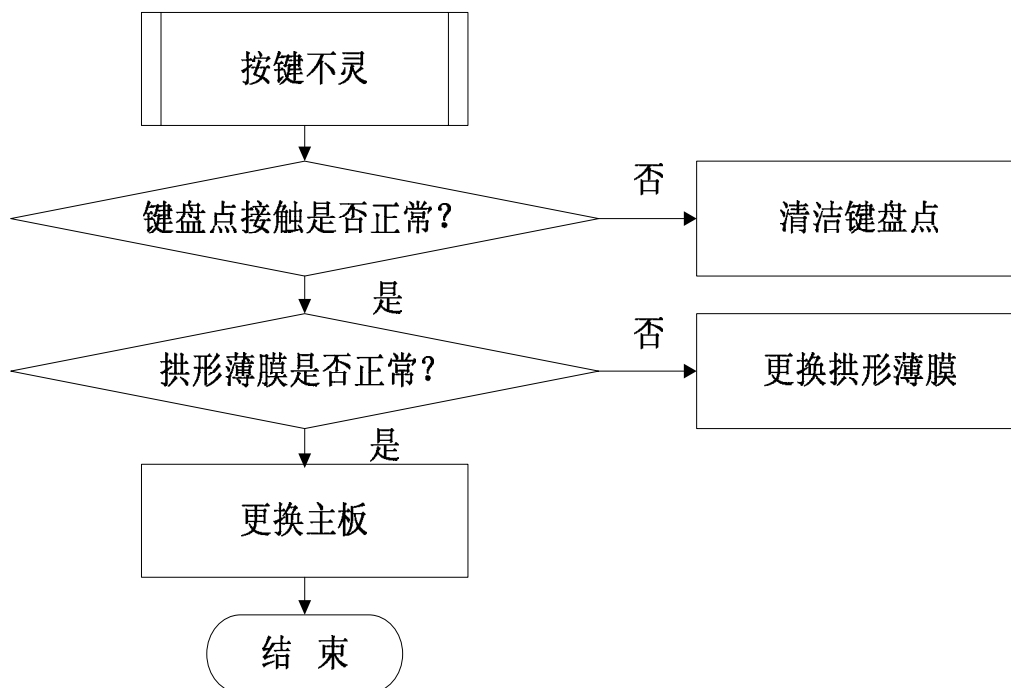 按键不灵
键盘点接触是否正常?
否
清洁键盘点
是
拱形薄膜是否正常?
否
更换拱形薄膜
是
更换主板
结 束